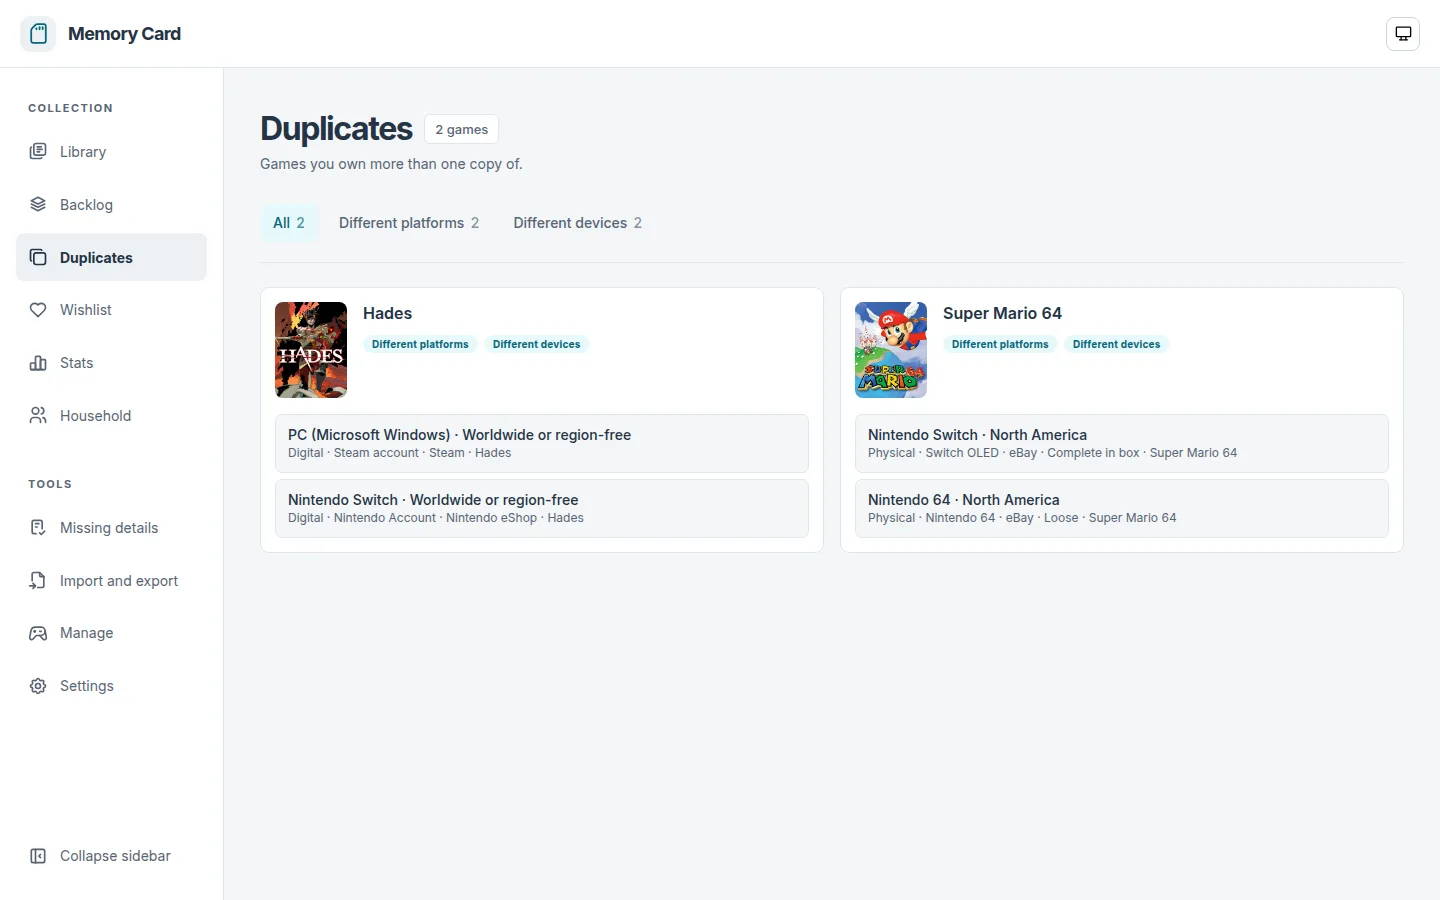 Memory Card
COLLECTION
Library
Backlog
Duplicates
Wishlist
Stats
Household
TOOLS
Missing details
Import and export
Manage
Settings
Collapse sidebar
Duplicates
2 games
Games you own more than one copy of.
All 2
Different platforms 2
Different devices 2
HADES
Hades
Different platforms
Different devices
PC (Microsoft Windows) · Worldwide or region-free
Digital · Steam account · Steam · Hades
Nintendo Switch · Worldwide or region-free
Digital · Nintendo Account · Nintendo eShop · Hades
SUPER
MARIO 64
Super Mario 64
Different platforms
Different devices
Nintendo Switch · North America
Physical · Switch OLED · eBay · Complete in box · Super Mario 64
Nintendo 64 · North America
Physical · Nintendo 64 · eBay · Loose · Super Mario 64